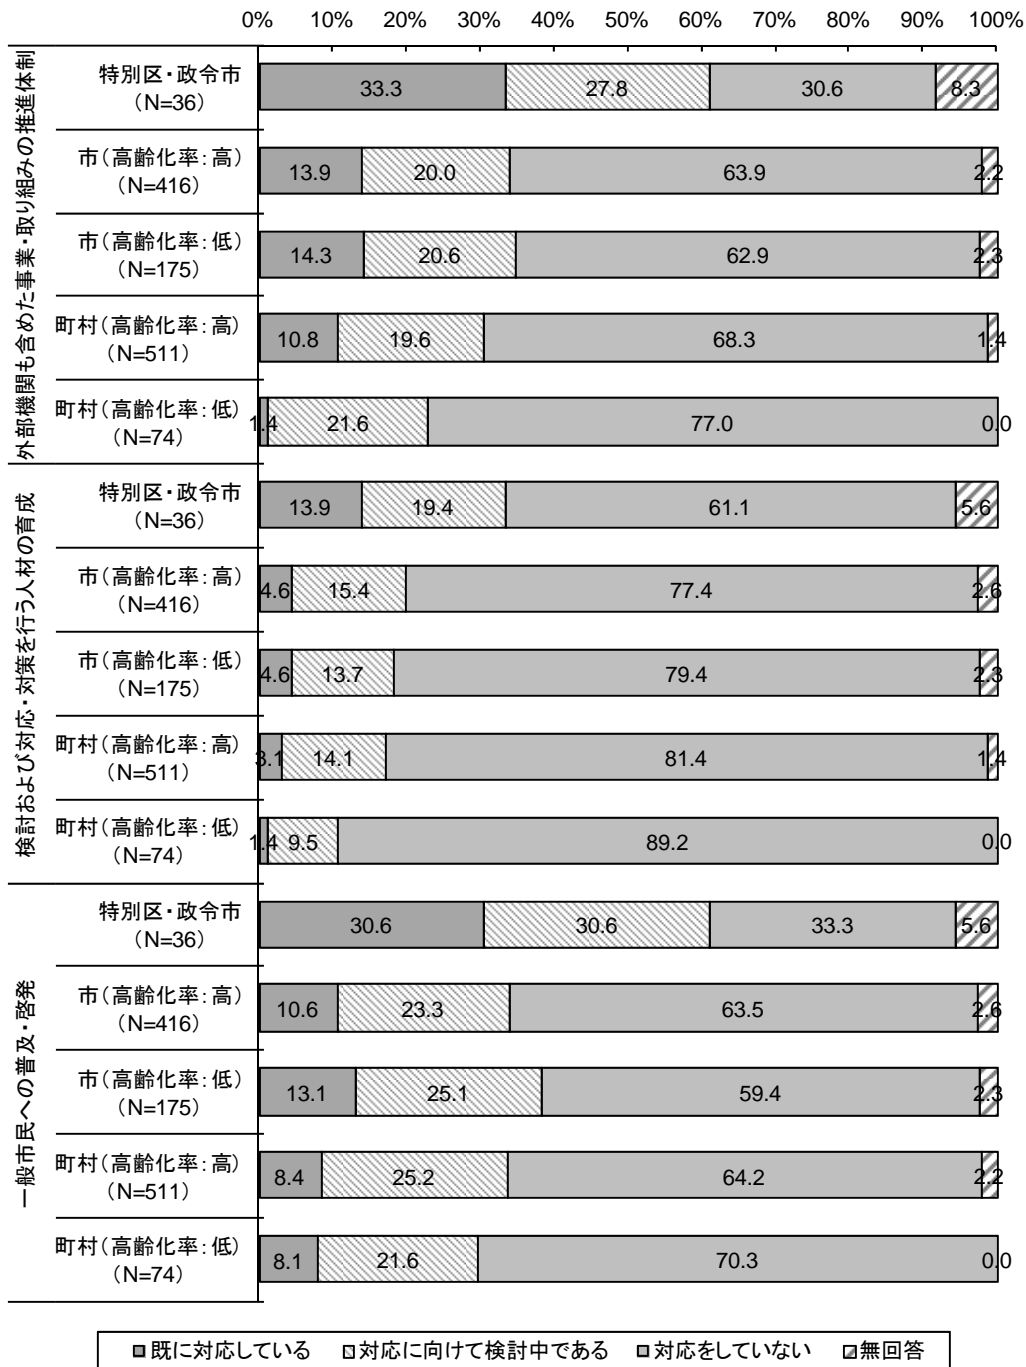 0% 10% 20% 30% 40% 50% 60% 70% 80% 90% 100%
外部機関も含めた事業・取り組みの推進体制
特別区・政令市
（N=36）
33.3 27.8 30.6 8.3
市（高齢化率：高）
（N=416）
13.9 20.0 63.9 2.2
市（高齢化率：低）
（N=175）
14.3 20.6 62.9 2.3
町村（高齢化率：高）
（N=511）
10.8 19.6 68.3 1.4
町村（高齢化率：低）
（N=74）
1.4 21.6 77.0 0.0
検討および対応・対策を行う人材の育成
特別区・政令市
（N=36）
13.9 19.4 61.1 5.6
市（高齢化率：高）
（N=416）
4.6 15.4 77.4 2.6
市（高齢化率：低）
（N=175）
4.6 13.7 79.4 2.3
町村（高齢化率：高）
（N=511）
3.1 14.1 81.4 1.4
町村（高齢化率：低）
（N=74）
1.4 9.5 89.2 0.0
一般市民への普及・啓発
特別区・政令市
（N=36）
30.6 30.6 33.3 5.6
市（高齢化率：高）
（N=416）
10.6 23.3 63.5 2.6
市（高齢化率：低）
（N=175）
13.1 25.1 59.4 2.3
町村（高齢化率：高）
（N=511）
8.4 25.2 64.2 2.2
町村（高齢化率：低）
（N=74）
8.1 21.6 70.3 0.0
既に対応している 対応に向けて検討中である 対応をしていない 無回答